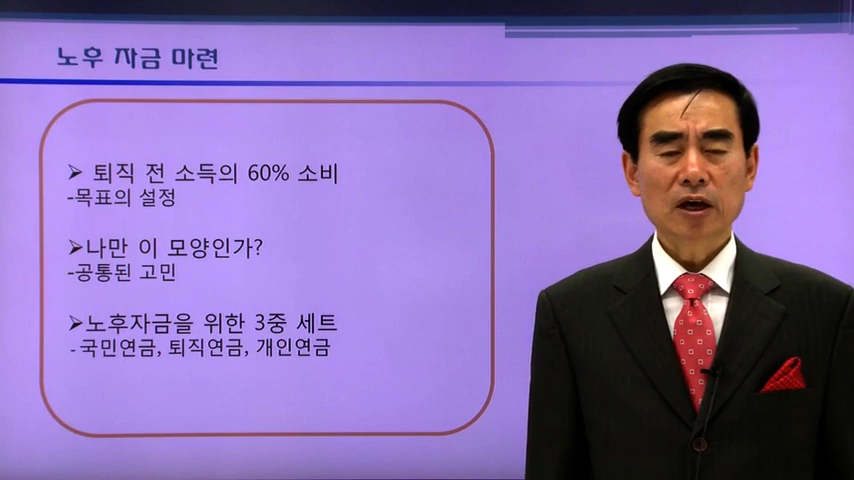 노후 자금 마련
➢ 퇴직 전 소득의 60% 소비
-목표의 설정
➢나만 이 모양인가?
-공통된 고민
➢노후자금을 위한 3중 세트
- 국민연금, 퇴직연금, 개인연금